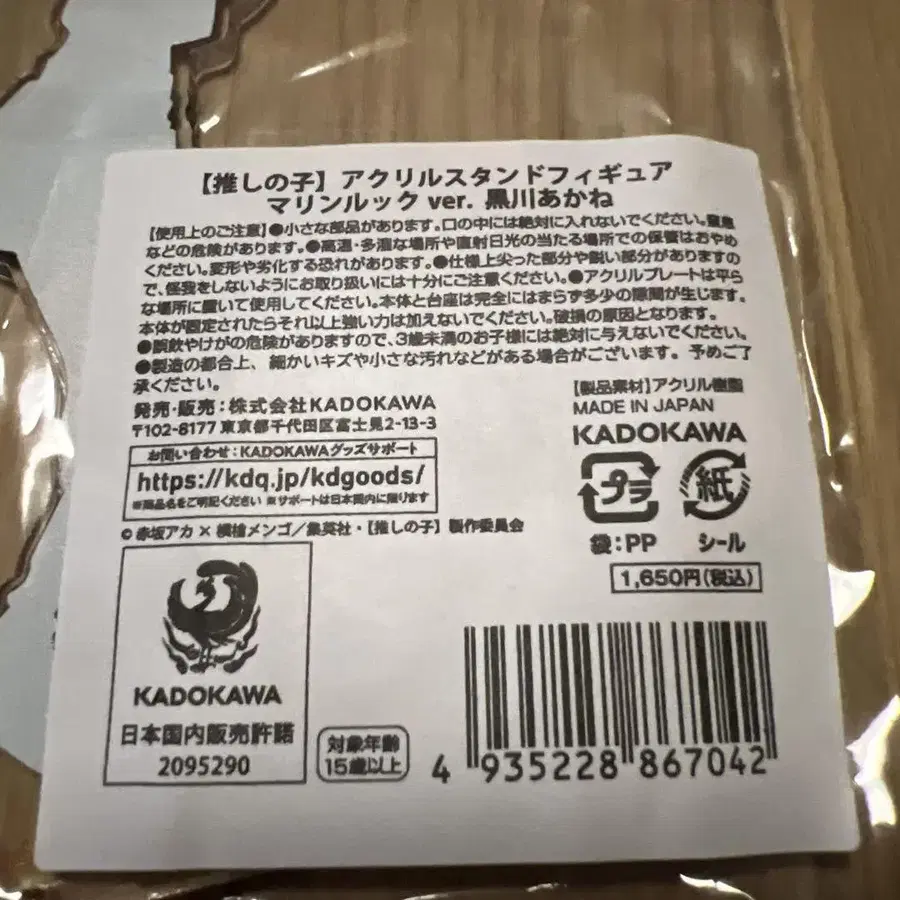 【推しの子】アクリルスタンドフィギュア
マリンルック ver. 黒川あかね
【使用上のご注意】●小さな部品があります。口の中には絶対に入れないでください。窒息
などの危険があります。●高温・多湿な場所や直射日光の当たる場所での保管はおやめ
ください。変形や劣化する恐れがあります。●仕様上尖った部分や鋭い部分がありますの
で、怪我をしないようにお取り扱いには十分にご注意ください。●アクリルプレートは平ら
な場所に置いて使用してください。本体と台座は完全にはまらず多少の隙間が生じます。
本体が固定されたらそれ以上強い力は加えないでください。破損の原因となります。
●誤飲やけがの危険がありますので、3歳未満のお子様には絶対に与えないでください。
●製造の都合上、細かいキズや小さな汚れなどがある場合がございます。予めご了
承ください。
【製品素材】アクリル樹脂
MADE IN JAPAN
発売・販売：株式会社KADOKAWA
〒102-8177 東京都千代田区富士見2-13-3
お問い合わせ：KADOKAWAグッズサポート
https://kdq.jp/kdgoods/
※商品名をご明記ください ※サポートは日本国内に限ります
© 赤坂アカ × 横槍メンゴ／集英社・【推しの子】製作委員会
KADOKAWA
プラ
紙
袋：PP
シール
1,650円（税込）
KADOKAWA
日本国内販売許諾
2095290
対象年齢
15歳以上
4 935228 867042